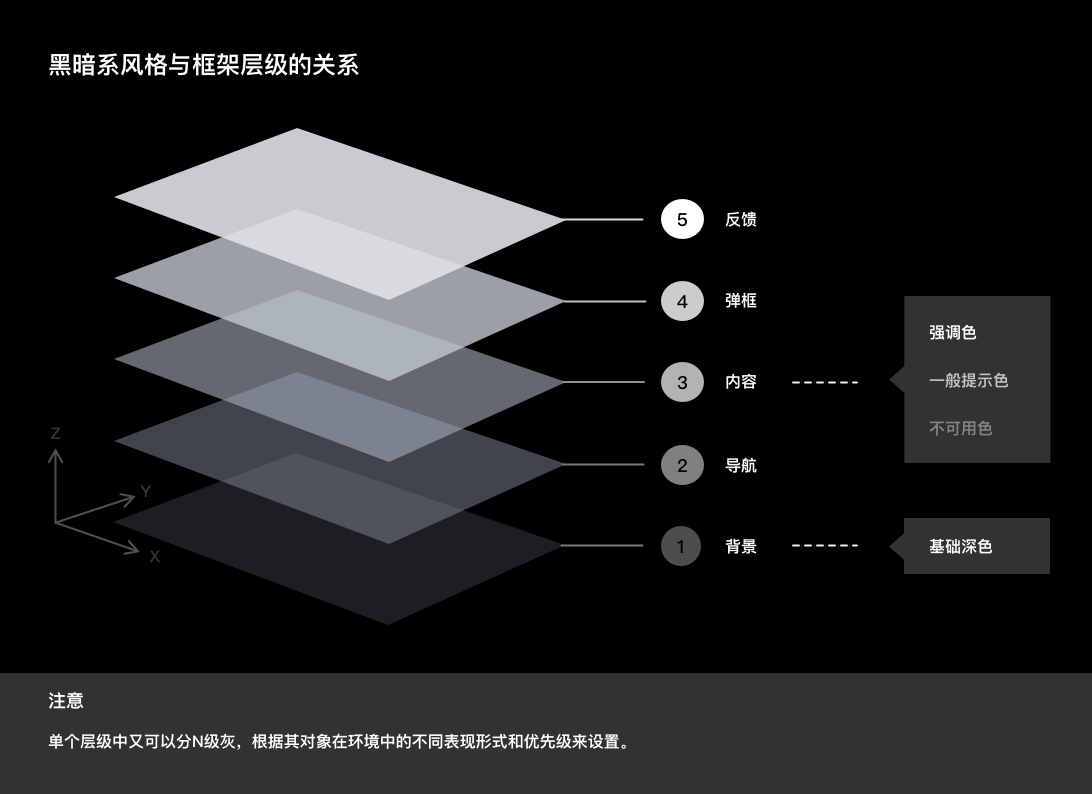 黑暗系风格与框架层级的关系
5 反馈
4 弹框
强调色
3 内容
一般提示色
不可用色
Z
2 导航
Y
1 背景
基础深色
X
注意
单个层级中又可以分N级灰，根据其对象在环境中的不同表现形式和优先级来设置。